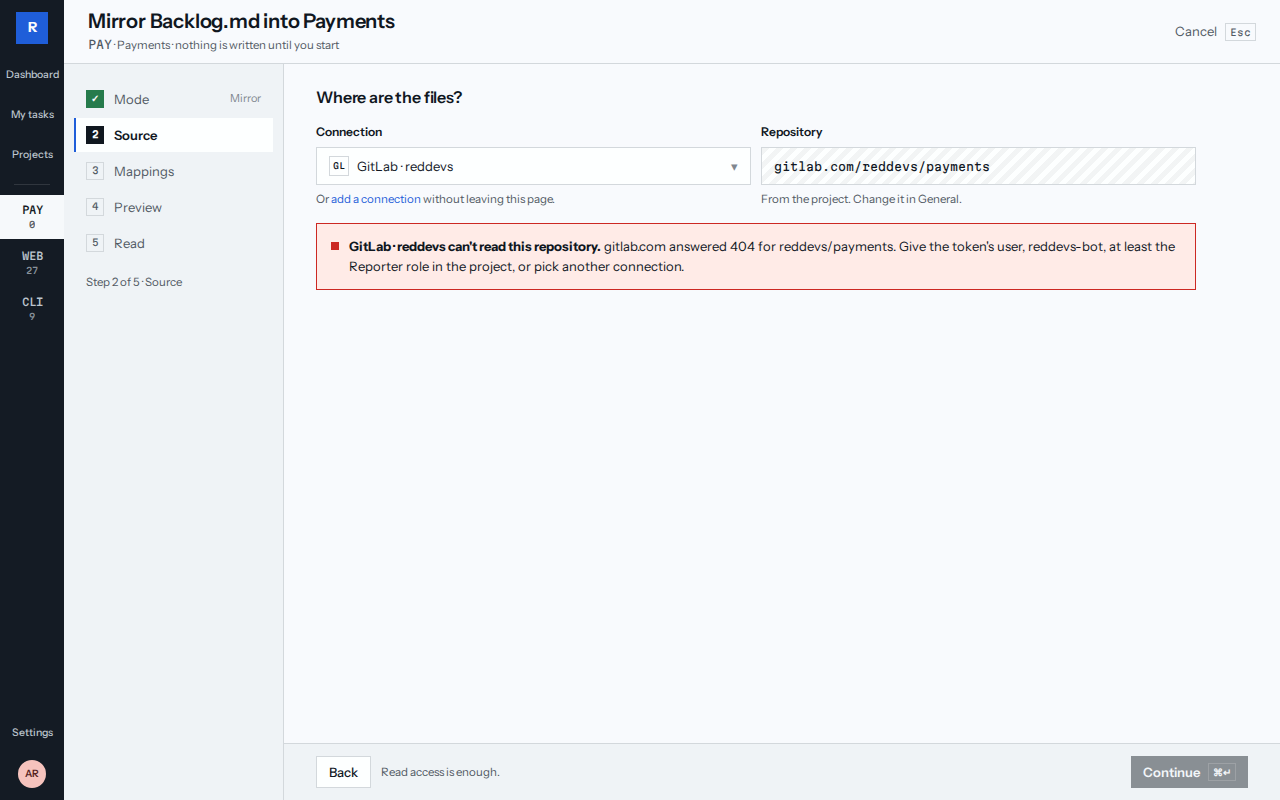 R
Mirror Backlog.md into Payments
PAY·Payments·nothing is written until you start
Cancel Esc
Dashboard
My tasks
Projects
PAY
0
WEB
27
CLI
9
Settings
AR
✓ Mode Mirror
2 Source
3 Mappings
4 Preview
5 Read
Step 2 of 5·Source
Where are the files?
Connection
GL GitLab·reddevs ▾
Or add a connection without leaving this page.
Repository
gitlab.com/reddevs/payments
From the project. Change it in General.
GitLab·reddevs can't read this repository. gitlab.com answered 404 for reddevs/payments. Give the token's user, reddevs-bot, at least the
Reporter role in the project, or pick another connection.
Back Read access is enough.
Continue ⌘↵